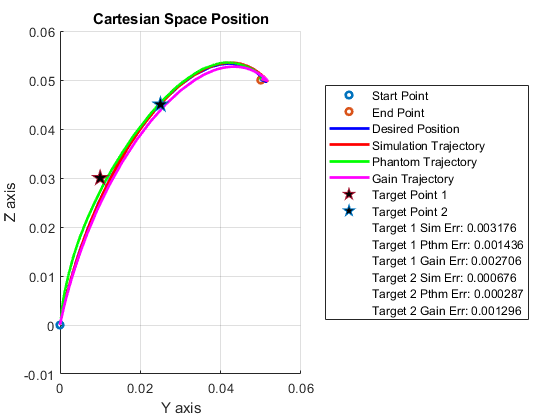 Cartesian Space Position
0.06
0.05
0.04
0.03
0.02
0.01
0
-0.01
Z axis
0
0.02
0.04
0.06
Y axis
Start Point
End Point
Desired Position
Simulation Trajectory
Phantom Trajectory
Gain Trajectory
Target Point 1
Target Point 2
Target 1 Sim Err: 0.003176
Target 1 Pthm Err: 0.001436
Target 1 Gain Err: 0.002706
Target 2 Sim Err: 0.000676
Target 2 Pthm Err: 0.000287
Target 2 Gain Err: 0.001296